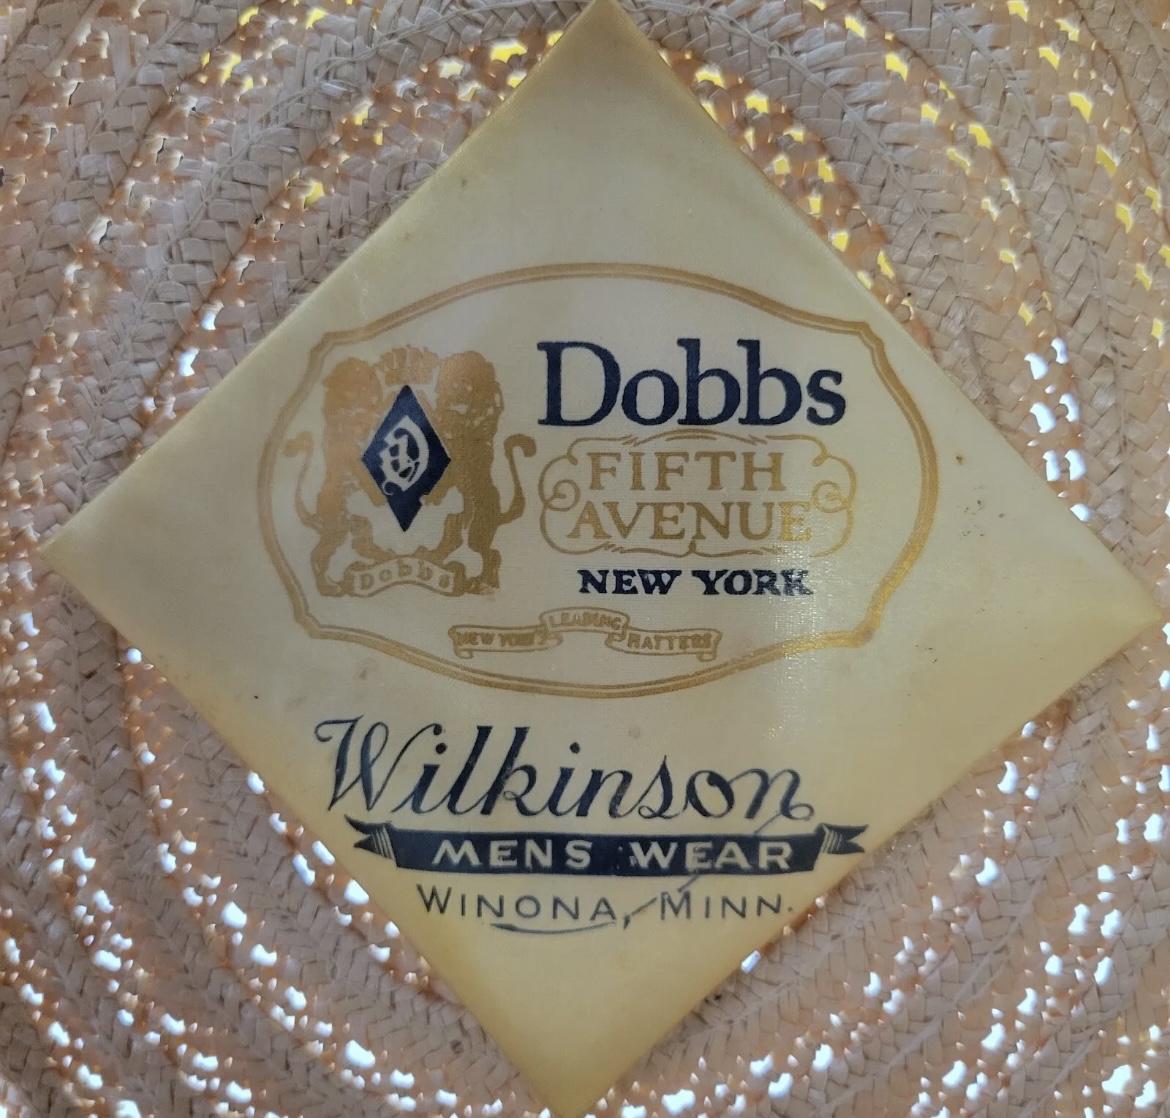 Dobbs
FIFTH
AVENUE
NEW YORK
D
Dobbs
NEW YORK'S LEADING HATTERS
Wilkinson
MENS WEAR
WINONA, MINN.